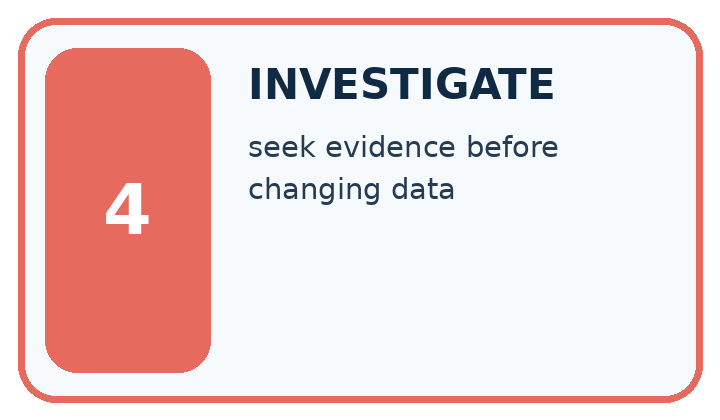 4
INVESTIGATE
seek evidence before
changing data